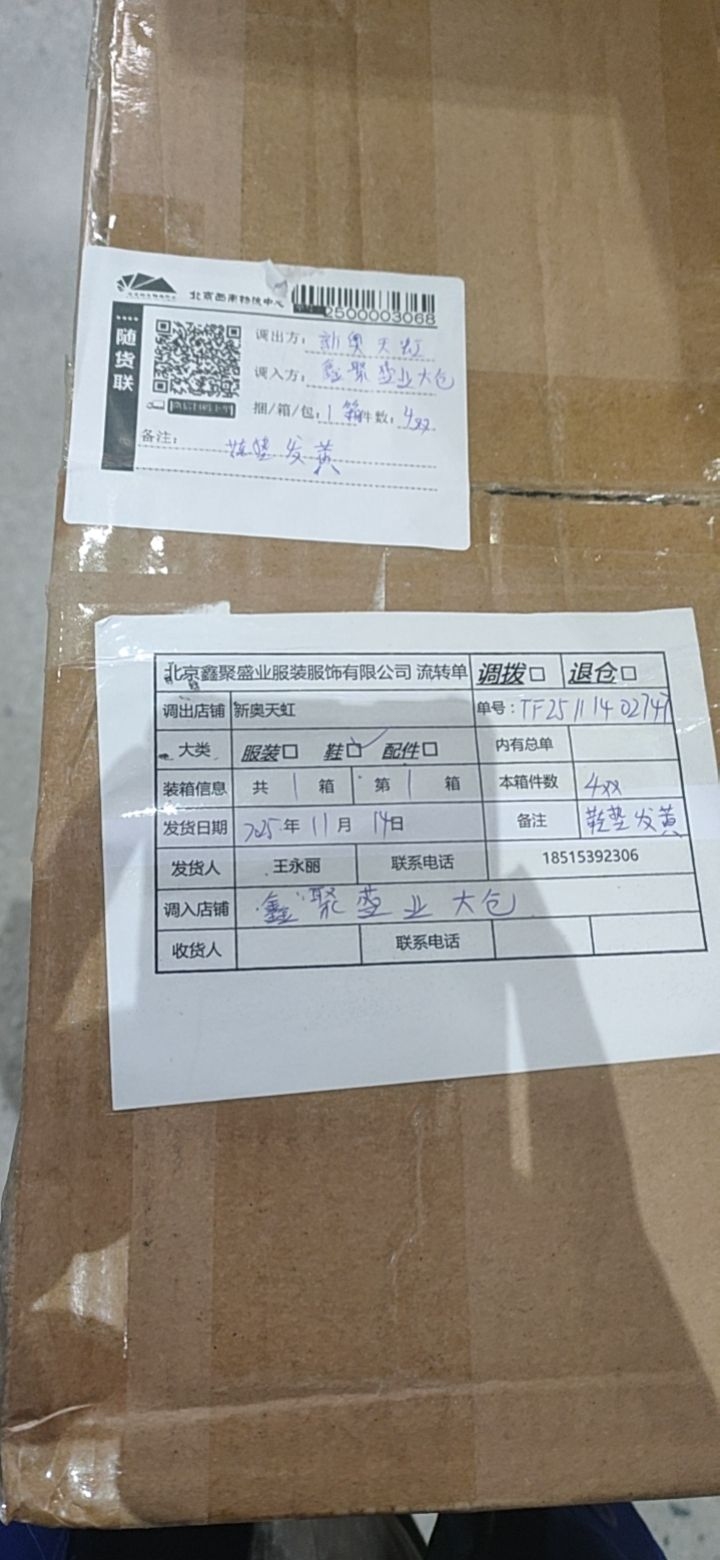 北京西南物流中心
2500003068
随货联
调出方: 新奥天虹
调入方: 鑫聚盛业大仓
捆/箱/包: 1箱 件数: 4xx
备注: 鞋垫发黄
北京鑫聚盛业服装服饰有限公司 流转单 调拨□ 退仓□
调出店铺 新奥天虹 单号: TF25111402747
大类 服装□ 鞋□✓ 配件□ 内有总单
装箱信息 共 1 箱 第 1 箱 本箱件数 4xx
发货日期 2025年 11月 14日 备注 鞋垫发黄
发货人 王永丽 联系电话 18515392306
调入店铺 鑫聚盛业大仓
收货人 联系电话